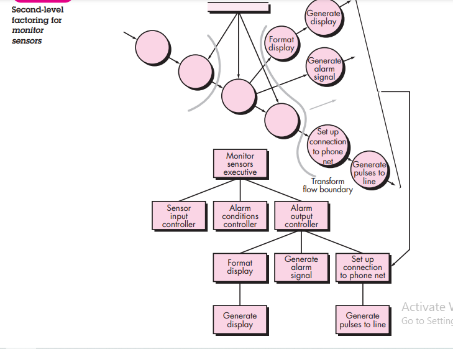 Second-level
factoring for
monitor
sensors
Generate
display
Format
display
Generate
alarm
signal
Set up
connection
to phone
net
Generate
pulses to
line
Transform
flow boundary
Monitor
sensors
executive
Sensor
input
controller
Alarm
conditions
controller
Alarm
output
controller
Format
display
Generate
alarm
signal
Set up
connection
to phone net
Generate
display
Generate
pulses to line
Activate
Go to Setting